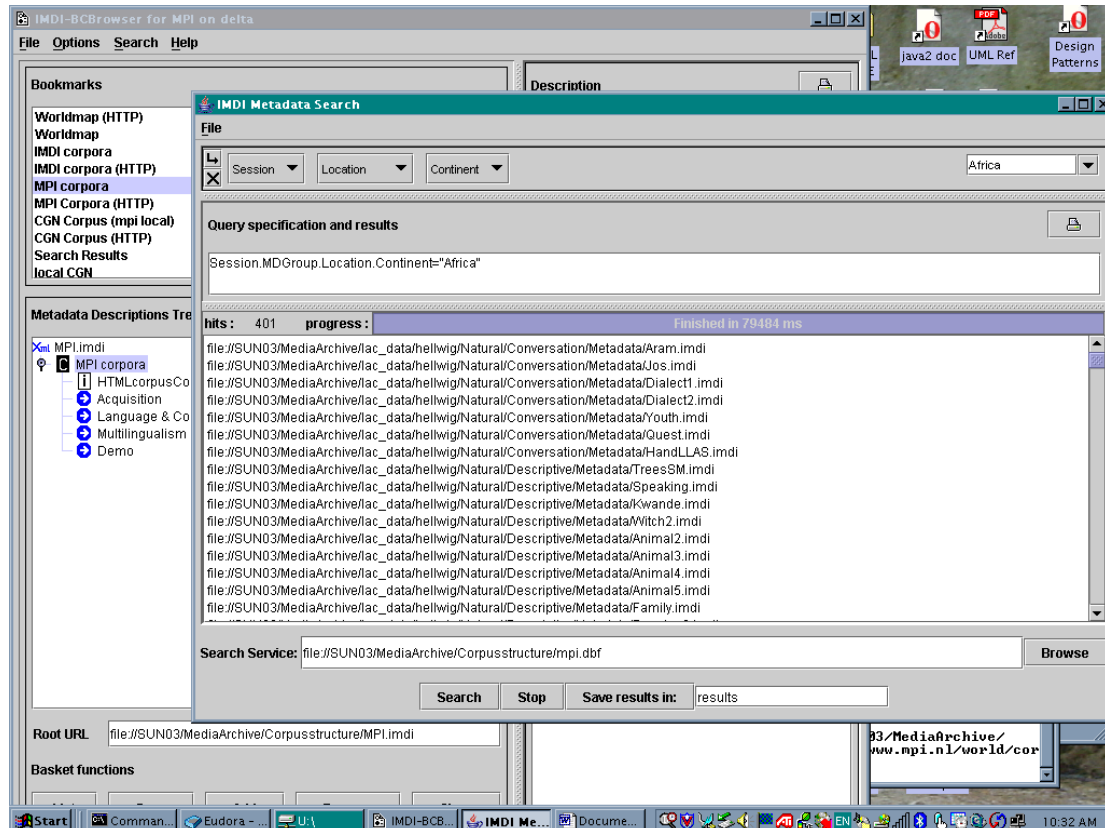 IMDI-BCBrowser for MPI on delta
File Options Search Help
Bookmarks
Description
Worldmap (HTTP)
Worldmap
IMDI corpora
IMDI corpora (HTTP)
MPI corpora
MPI Corpora (HTTP)
CGN Corpus (mpi local)
CGN Corpus (HTTP)
Search Results
local CGN
Metadata Descriptions Tre
Xml MPI.imdi
C MPI corpora
i HTMLcorpusCo
Acquisition
Language & Co
Multilingualism
Demo
Root URL file://SUN03/MediaArchive/Corpusstructure/MPI.imdi
Basket functions
IMDI Metadata Search
File
Session Location Continent Africa
Query specification and results
Session.MDGroup.Location.Continent="Africa"
hits : 401 progress : Finished in 79484 ms
file://SUN03/MediaArchive/lac_data/hellwig/Natural/Conversation/Metadata/Aram.imdi
file://SUN03/MediaArchive/lac_data/hellwig/Natural/Conversation/Metadata/Jos.imdi
file://SUN03/MediaArchive/lac_data/hellwig/Natural/Conversation/Metadata/Dialect1.imdi
file://SUN03/MediaArchive/lac_data/hellwig/Natural/Conversation/Metadata/Dialect2.imdi
file://SUN03/MediaArchive/lac_data/hellwig/Natural/Conversation/Metadata/Youth.imdi
file://SUN03/MediaArchive/lac_data/hellwig/Natural/Conversation/Metadata/Quest.imdi
file://SUN03/MediaArchive/lac_data/hellwig/Natural/Conversation/Metadata/HandLLAS.imdi
file://SUN03/MediaArchive/lac_data/hellwig/Natural/Descriptive/Metadata/TreesSM.imdi
file://SUN03/MediaArchive/lac_data/hellwig/Natural/Descriptive/Metadata/Speaking.imdi
file://SUN03/MediaArchive/lac_data/hellwig/Natural/Descriptive/Metadata/Kwande.imdi
file://SUN03/MediaArchive/lac_data/hellwig/Natural/Descriptive/Metadata/Witch2.imdi
file://SUN03/MediaArchive/lac_data/hellwig/Natural/Descriptive/Metadata/Animal2.imdi
file://SUN03/MediaArchive/lac_data/hellwig/Natural/Descriptive/Metadata/Animal3.imdi
file://SUN03/MediaArchive/lac_data/hellwig/Natural/Descriptive/Metadata/Animal4.imdi
file://SUN03/MediaArchive/lac_data/hellwig/Natural/Descriptive/Metadata/Animal5.imdi
file://SUN03/MediaArchive/lac_data/hellwig/Natural/Descriptive/Metadata/Family.imdi
Search Service: file://SUN03/MediaArchive/Corpusstructure/mpi.dbf Browse
Search Stop Save results in: results
java2 doc
PDF
Adobe
UML Ref
Design
Patterns
03/MediaArchive/
www.mpi.nl/world/cor
Start Comman... Eudora - ... U:\ IMDI-BCB... IMDI Me... Docume... EN 10:32 AM